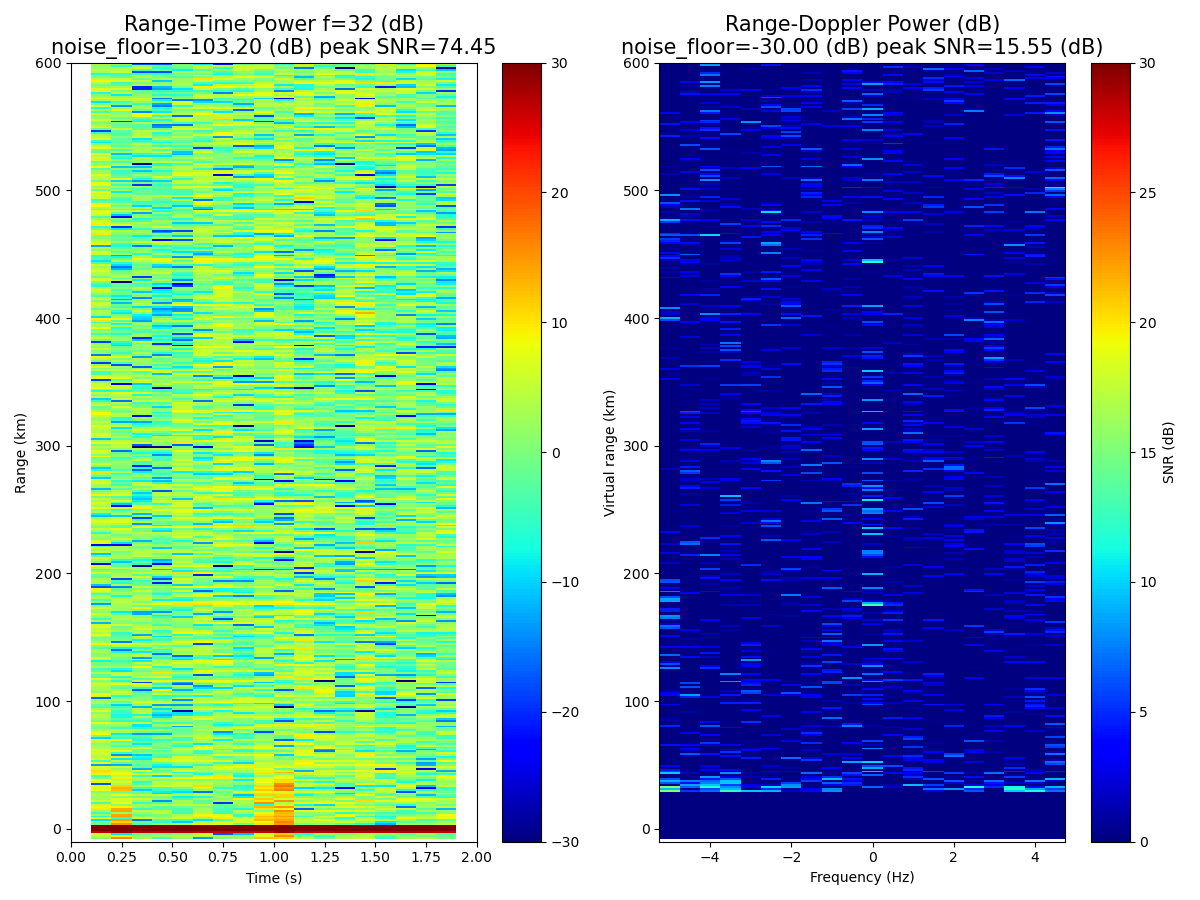 Range-Time Power f=32 (dB)
noise_floor=-103.20 (dB) peak SNR=74.45
600
500
400
300
200
100
0
Range (km)
0.00 0.25 0.50 0.75 1.00 1.25 1.50 1.75 2.00
Time (s)
30
20
10
0
−10
−20
−30
Range-Doppler Power (dB)
noise_floor=-30.00 (dB) peak SNR=15.55 (dB)
600
500
400
300
200
100
0
Virtual range (km)
−4 −2 0 2 4
Frequency (Hz)
30
25
20
15
10
5
0
SNR (dB)